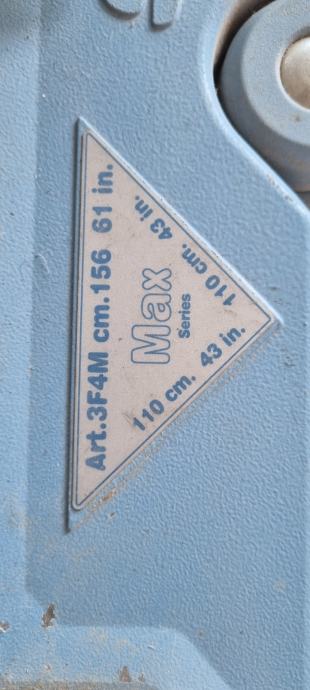 Art.3F4M cm.156 61 in.
Max
Series
110 cm. 43 in.
110 cm. 43 in.